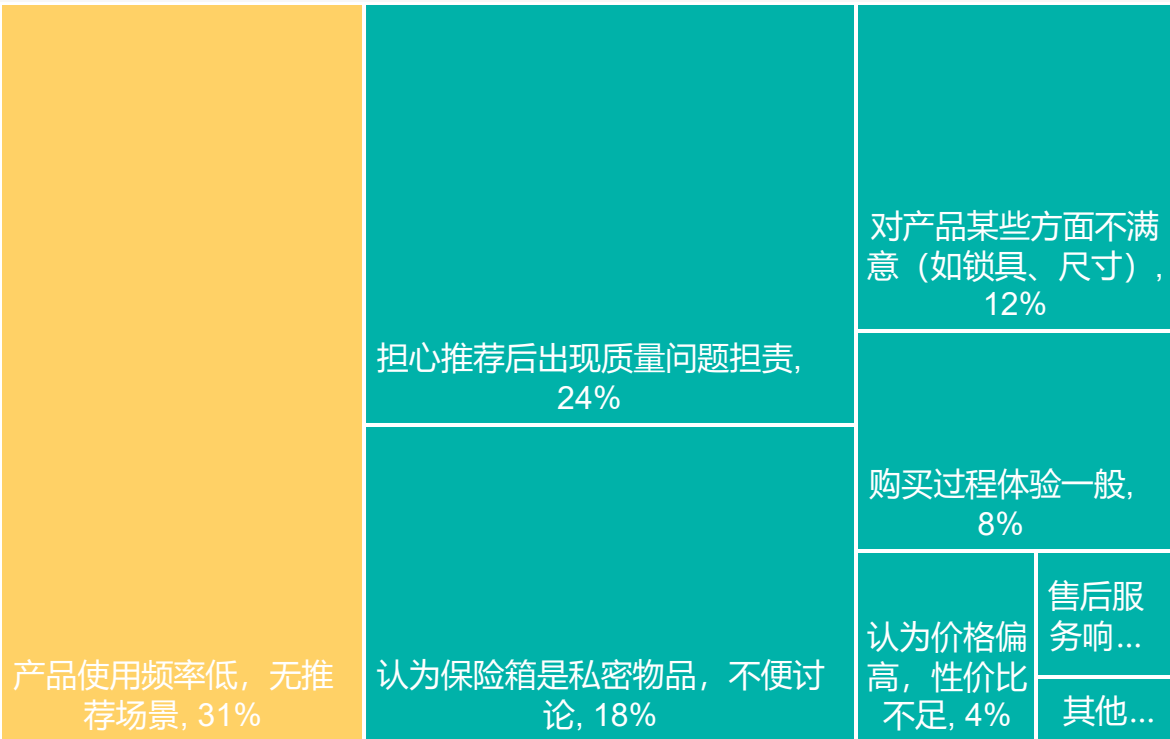 产品使用频率低，无推
荐场景, 31%
担心推荐后出现质量问题担责,
24%
认为保险箱是私密物品，不便讨
论, 18%
对产品某些方面不满
意（如锁具、尺寸）,
12%
购买过程体验一般,
8%
认为价格偏
高，性价比
不足, 4%
售后服
务响...
其他...